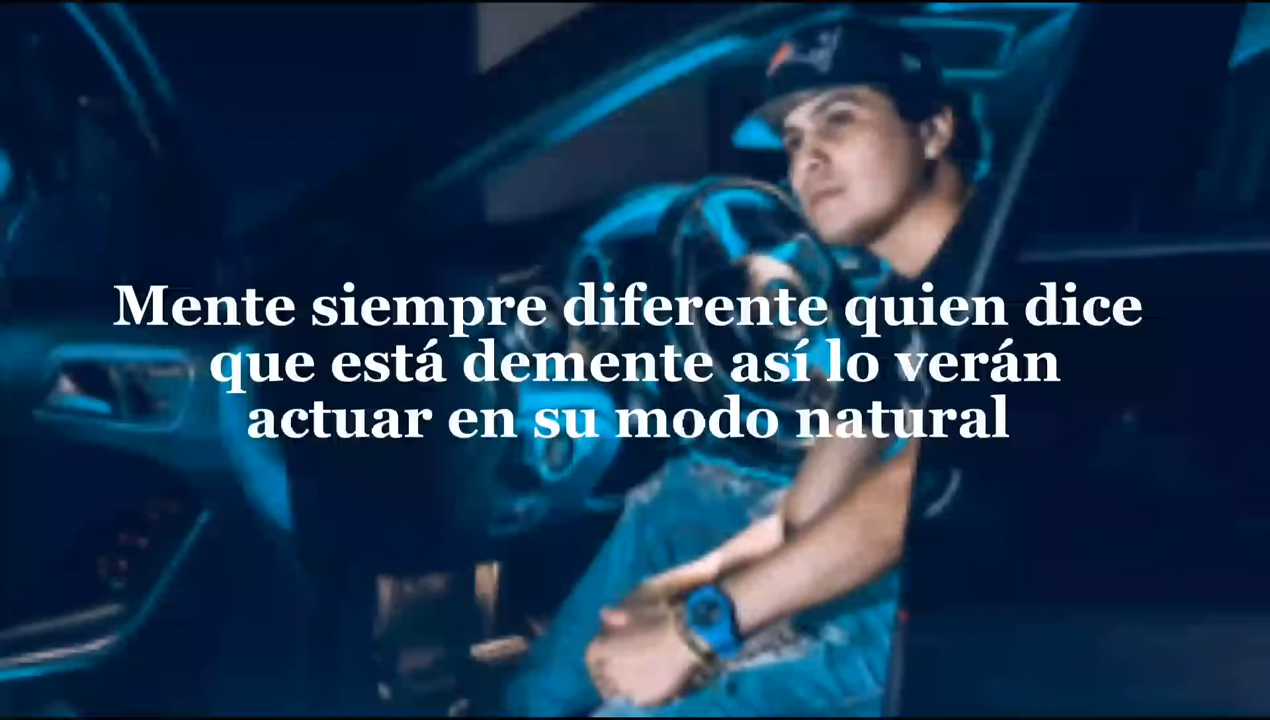 Mente siempre diferente quien dice
que está demente así lo verán
actuar en su modo natural